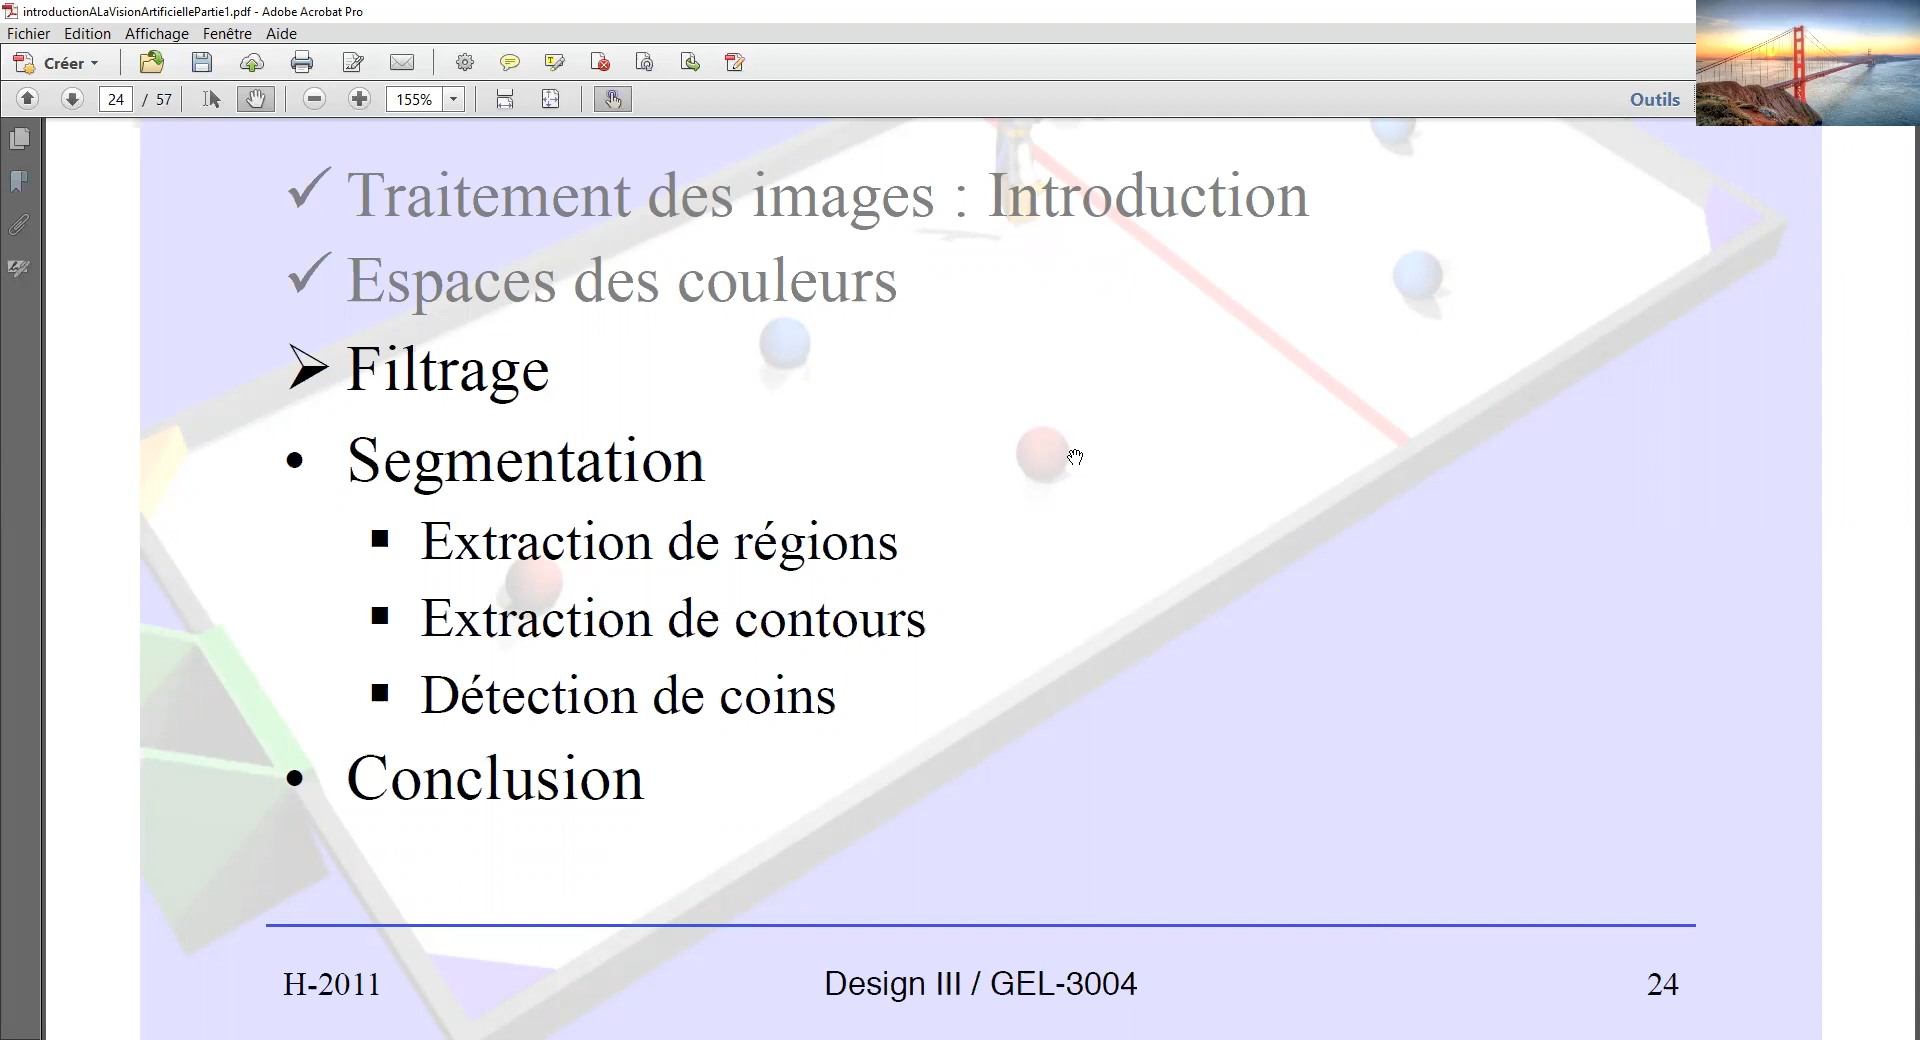 introductionALaVisionArtificiellePartie1.pdf - Adobe Acrobat Pro
Fichier Edition Affichage Fenêtre Aide
Créer
24 / 57 155% Outils
✓ Traitement des images : Introduction
✓ Espaces des couleurs
➢ Filtrage
• Segmentation
▪ Extraction de régions
▪ Extraction de contours
▪ Détection de coins
• Conclusion
H-2011 Design III / GEL-3004 24